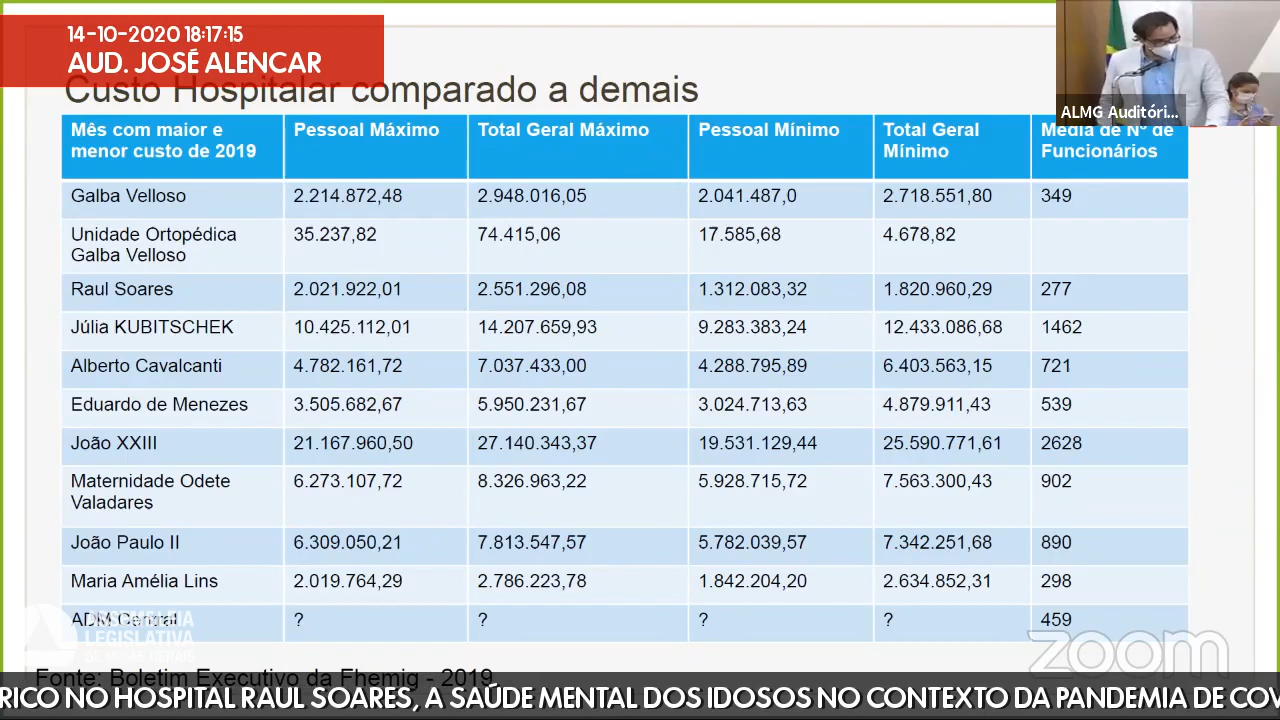 14-10-2020 18:17:15
AUD. JOSÉ ALENCAR
Custo Hospitalar comparado a demais
ALMG Auditóri...
Mês com maior e menor custo de 2019 Pessoal Máximo Total Geral Máximo Pessoal Mínimo Total Geral Mínimo Média de Nº de Funcionários
Galba Velloso 2.214.872,48 2.948.016,05 2.041.487,0 2.718.551,80 349
Unidade Ortopédica Galba Velloso 35.237,82 74.415,06 17.585,68 4.678,82
Raul Soares 2.021.922,01 2.551.296,08 1.312.083,32 1.820.960,29 277
Júlia KUBITSCHEK 10.425.112,01 14.207.659,93 9.283.383,24 12.433.086,68 1462
Alberto Cavalcanti 4.782.161,72 7.037.433,00 4.288.795,89 6.403.563,15 721
Eduardo de Menezes 3.505.682,67 5.950.231,67 3.024.713,63 4.879.911,43 539
João XXIII 21.167.960,50 27.140.343,37 19.531.129,44 25.590.771,61 2628
Maternidade Odete Valadares 6.273.107,72 8.326.963,22 5.928.715,72 7.563.300,43 902
João Paulo II 6.309.050,21 7.813.547,57 5.782.039,57 7.342.251,68 890
Maria Amélia Lins 2.019.764,29 2.786.223,78 1.842.204,20 2.634.852,31 298
ADM Central ? ? ? ? 459
ASSEMBLEIA
LEGISLATIVA
DE MINAS GERAIS
zoom
Fonte: Boletim Executivo da Fhemig - 2019
RICO NO HOSPITAL RAUL SOARES, A SAÚDE MENTAL DOS IDOSOS NO CONTEXTO DA PANDEMIA DE COV